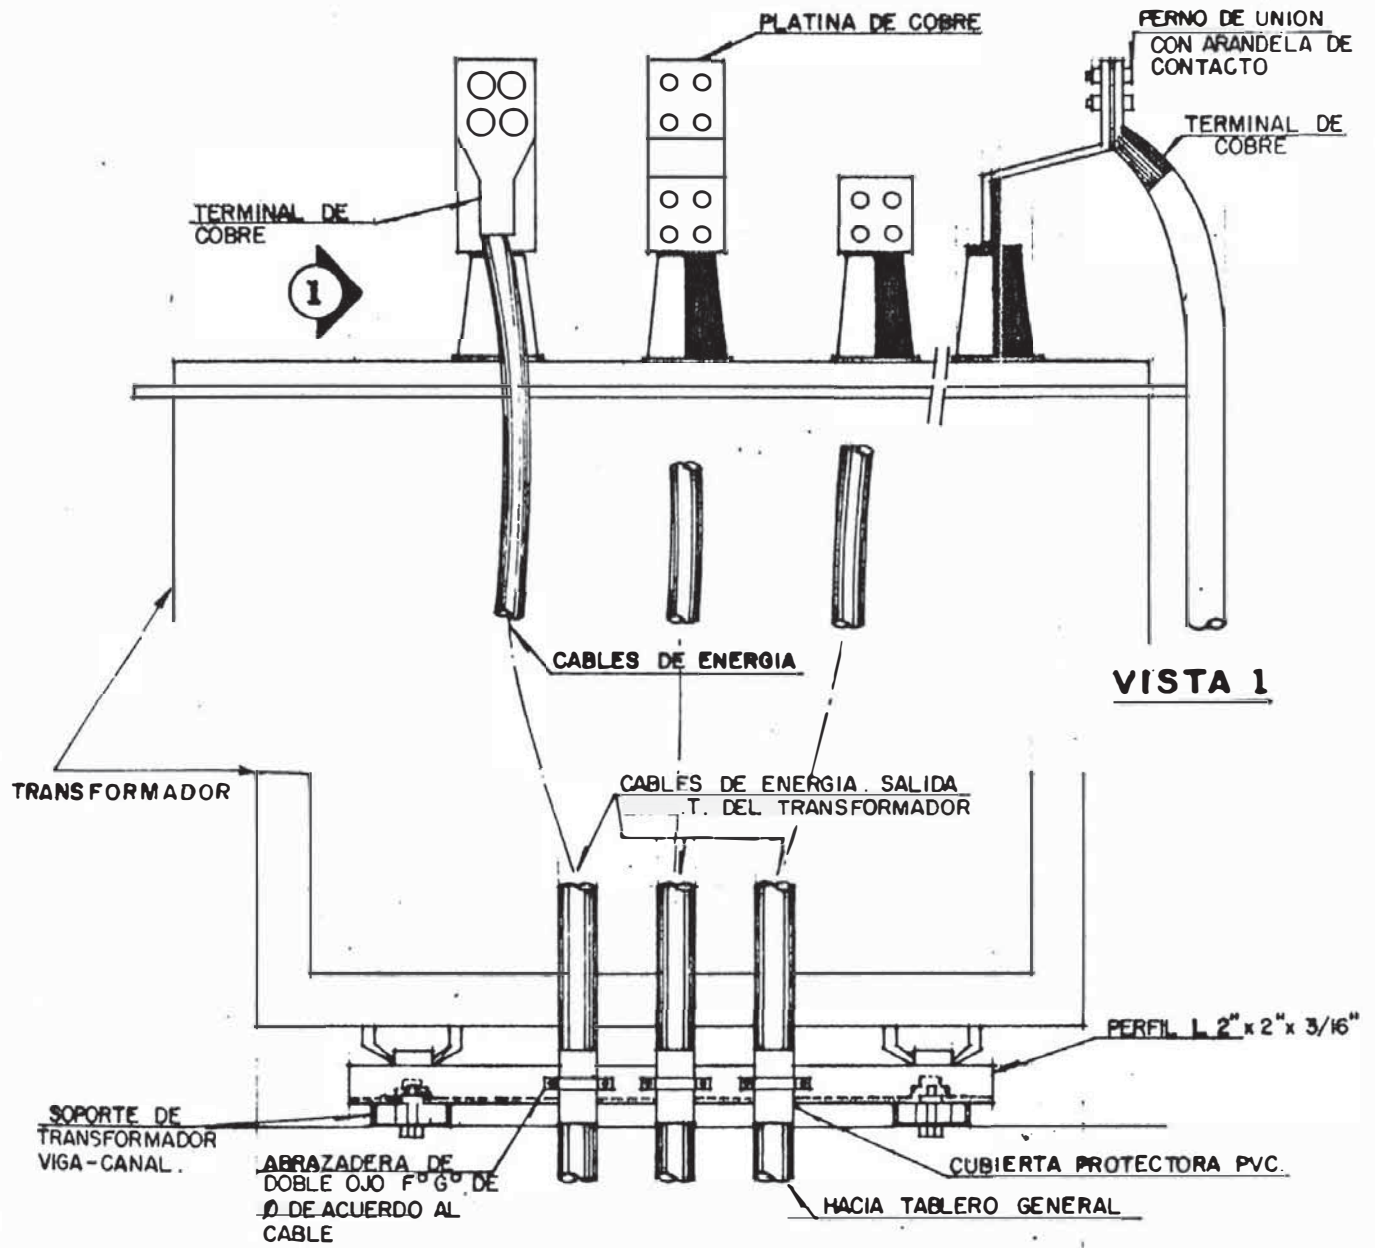 PLATINA DE COBRE
PERNO DE UNION
CON ARANDELA DE
CONTACTO
TERMINAL DE
COBRE
TERMINAL DE
COBRE
1
CABLES DE ENERGIA
VISTA 1
TRANSFORMADOR
CABLES DE ENERGIA. SALIDA
.T. DEL TRANSFORMADOR
PERFIL L 2" x 2" x 3/16"
SOPORTE DE
TRANSFORMADOR
VIGA-CANAL.
ABRAZADERA DE
DOBLE OJO F° G° DE
Ø DE ACUERDO AL
CABLE
CUBIERTA PROTECTORA PVC.
HACIA TABLERO GENERAL